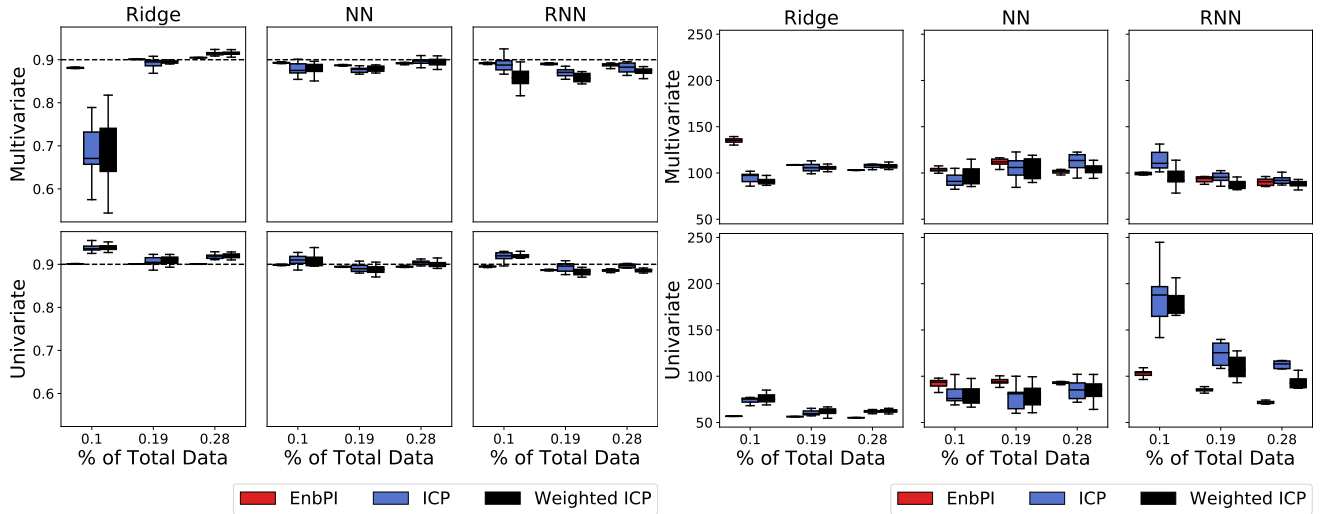 Ridge NN RNN
Multivariate
0.9
0.8
0.7
0.6
Univariate
0.9
0.8
0.7
0.6
0.1 0.19 0.28 0.1 0.19 0.28 0.1 0.19 0.28
% of Total Data % of Total Data % of Total Data
EnbPI ICP Weighted ICP
Ridge NN RNN
Multivariate
250
200
150
100
50
Univariate
250
200
150
100
50
0.1 0.19 0.28 0.1 0.19 0.28 0.1 0.19 0.28
% of Total Data % of Total Data % of Total Data
EnbPI ICP Weighted ICP